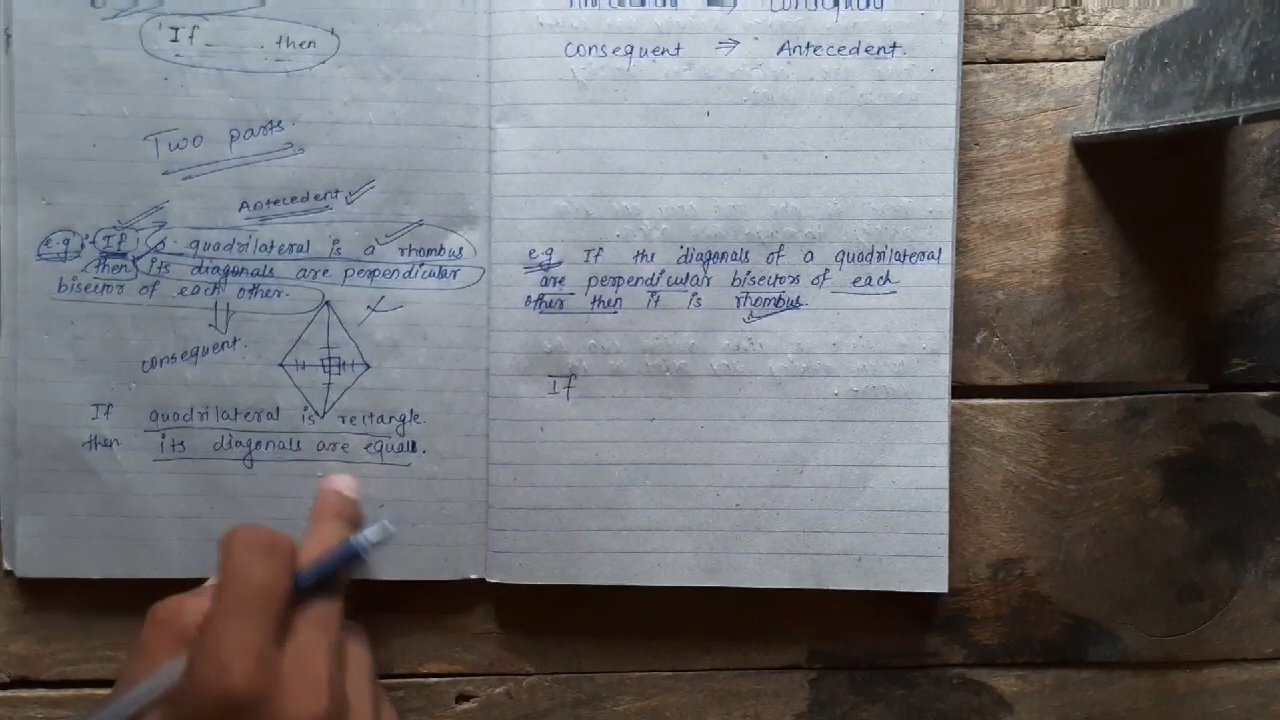 "If ... then"
Two parts.
Antecedent
e.g : If a quadrilateral is a rhombus
then its diagonals are perpendicular
bisector of each other.
consequent.
If quadrilateral is rectangle.
then its diagonals are equal.
consequent ⇒ Antecedent.
e.g If the diagonals of a quadrilateral
are perpendicular bisectors of each
other then it is rhombus.
If